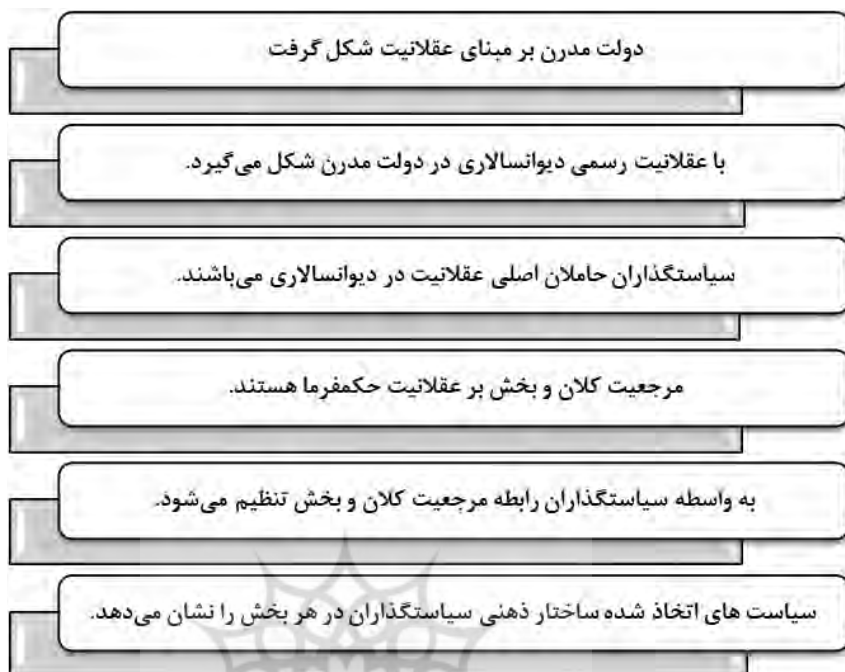 دولت مدرن بر مبنای عقلانیت شکل گرفت
با عقلانیت رسمی دیوانسالاری در دولت مدرن شکل می‌گیرد.
سیاستگذاران حاملان اصلی عقلانیت در دیوانسالاری می‌باشند.
مرجعیت کلان و بخش بر عقلانیت حکمفرما هستند.
به واسطه سیاستگذاران رابطه مرجعیت کلان و بخش تنظیم می‌شود.
سیاست های اتخاذ شده ساختار ذهنی سیاستگذاران در هر بخش را نشان می‌دهد.